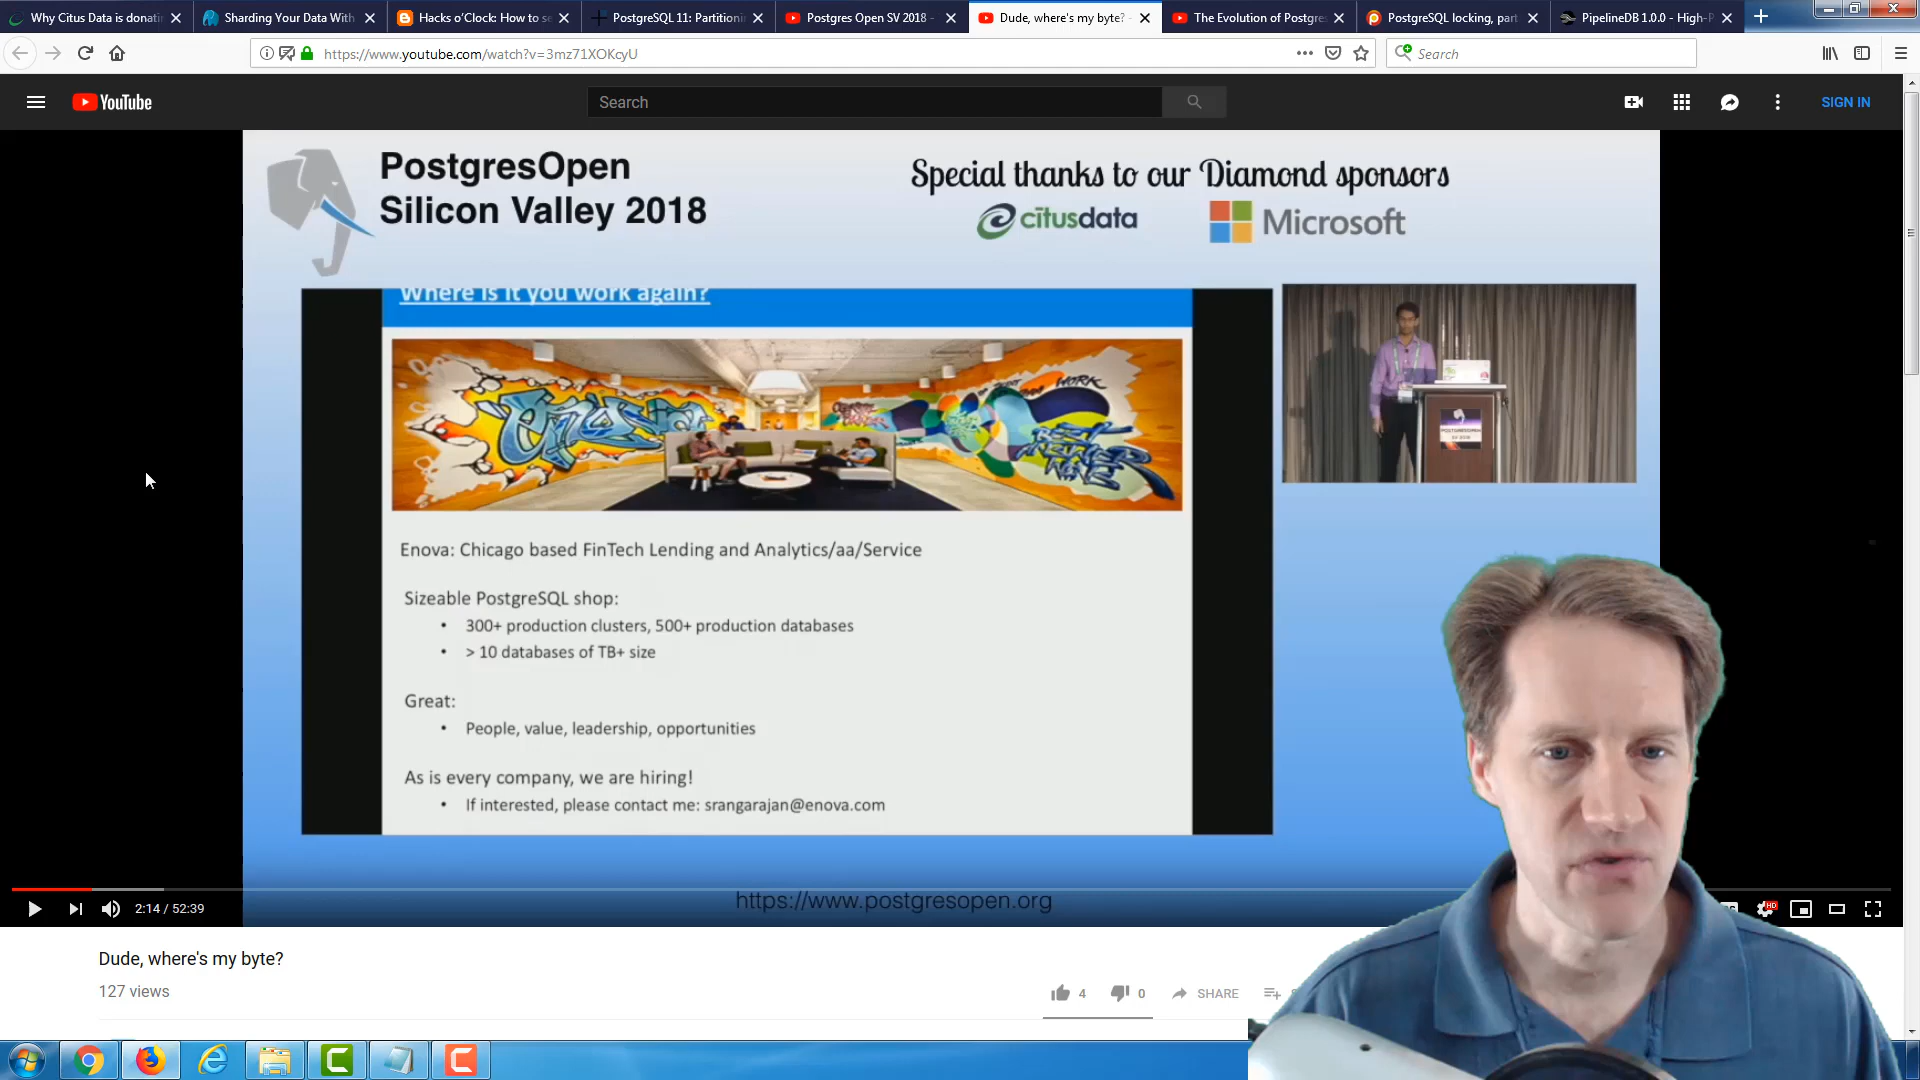 Why Citus Data is donati
Sharding Your Data With
Hacks o'Clock: How to se
PostgreSQL 11: Partitionin
Postgres Open SV 2018 -
Dude, where's my byte? -
The Evolution of Postgres
PostgreSQL locking, part
PipelineDB 1.0.0 - High-P
https://www.youtube.com/watch?v=3mz71XOKcyU
Search
YouTube
Search
SIGN IN
PostgresOpen
Silicon Valley 2018
Special thanks to our Diamond sponsors
citusdata
Microsoft
Where is it you work again?
enova
WORK
Enova: Chicago based FinTech Lending and Analytics/aa/Service
Sizeable PostgreSQL shop:
• 300+ production clusters, 500+ production databases
• > 10 databases of TB+ size
Great:
• People, value, leadership, opportunities
As is every company, we are hiring!
• If interested, please contact me: srangarajan@enova.com
POSTGRESOPEN
https://www.postgresopen.org
2:14 / 52:39
HD
Dude, where's my byte?
127 views
4
0
SHARE